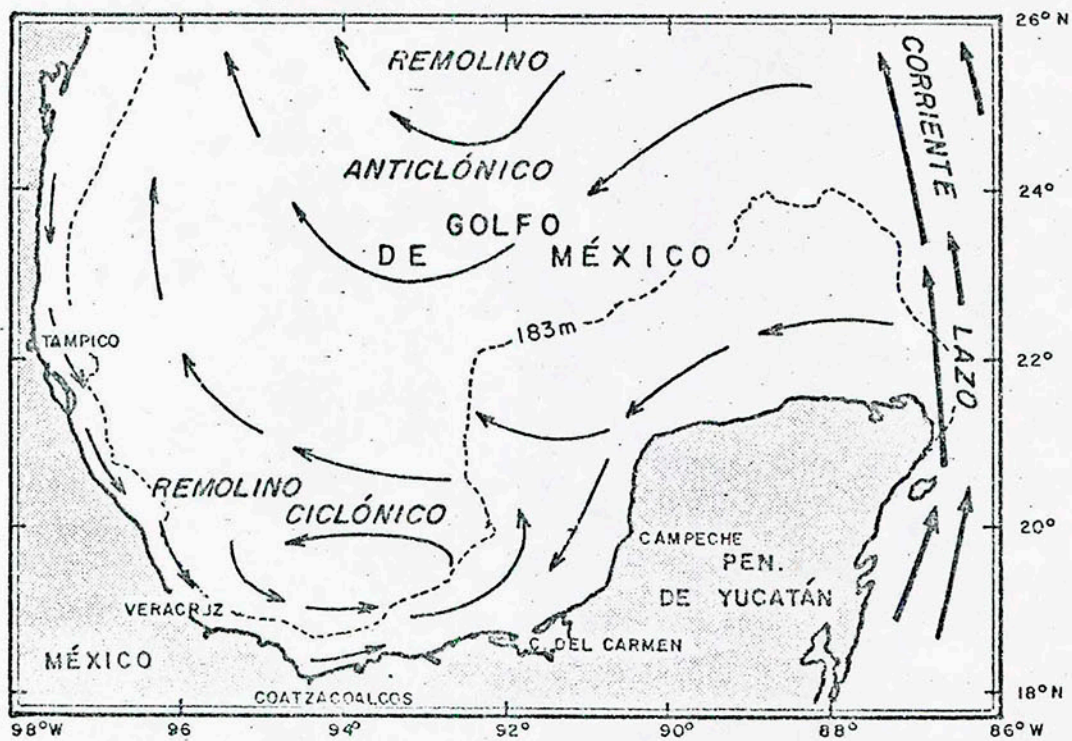 26° N
REMOLINO
CORRIENTE
ANTICLÓNICO
24°
GOLFO
DE MÉXICO
183m
TAMPICO
22°
LAZO
REMOLINO
CICLÓNICO
20°
CAMPECHE
PEN.
DE YUCATÁN
VERACRUZ
MÉXICO
C. DEL CARMEN
COATZACOALCOS
18° N
98° W 96 94° 92° 90° 88° 86° W